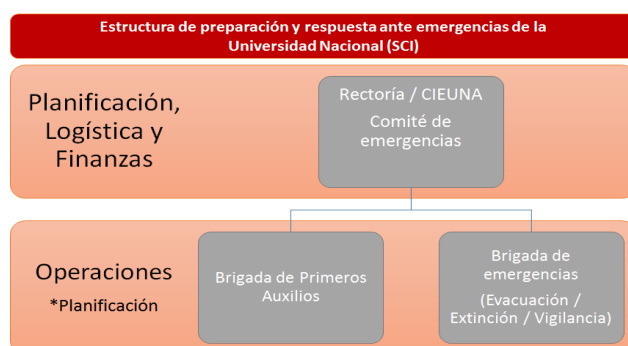 Estructura de preparación y respuesta ante emergencias de la
Universidad Nacional (SCI)
Planificación,
Logística y
Finanzas
Rectoría / CIEUNA
Comité de
emergencias
Operaciones
*Planificación
Brigada de Primeros
Auxilios
Brigada de
emergencias
(Evacuación /
Extinción / Vigilancia)